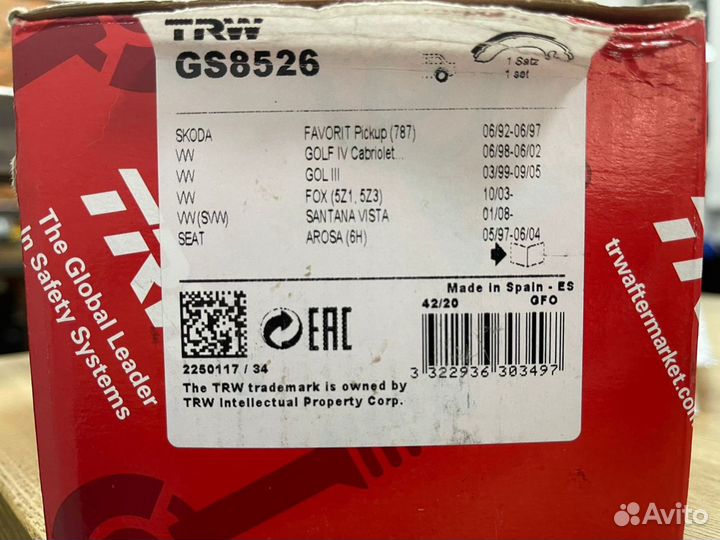 TRW
GS8526
1 Satz
1 set
SKODA FAVORIT Pickup (787) 06/92-06/97
VW GOLF IV Cabriolet... 06/98-06/02
VW GOL III 03/99-09/05
VW FOX (5Z1, 5Z3) 10/03-
VW (SVW) SANTANA VISTA 01/08-
SEAT AROSA (6H) 05/97-06/04
Made in Spain - ES
42/20 GFO
EAC
2250117 / 34
3 322936 303497
The TRW trademark is owned by
TRW Intellectual Property Corp.
The Global Leader
In Safety Systems
trwaftermarket.com
Avito